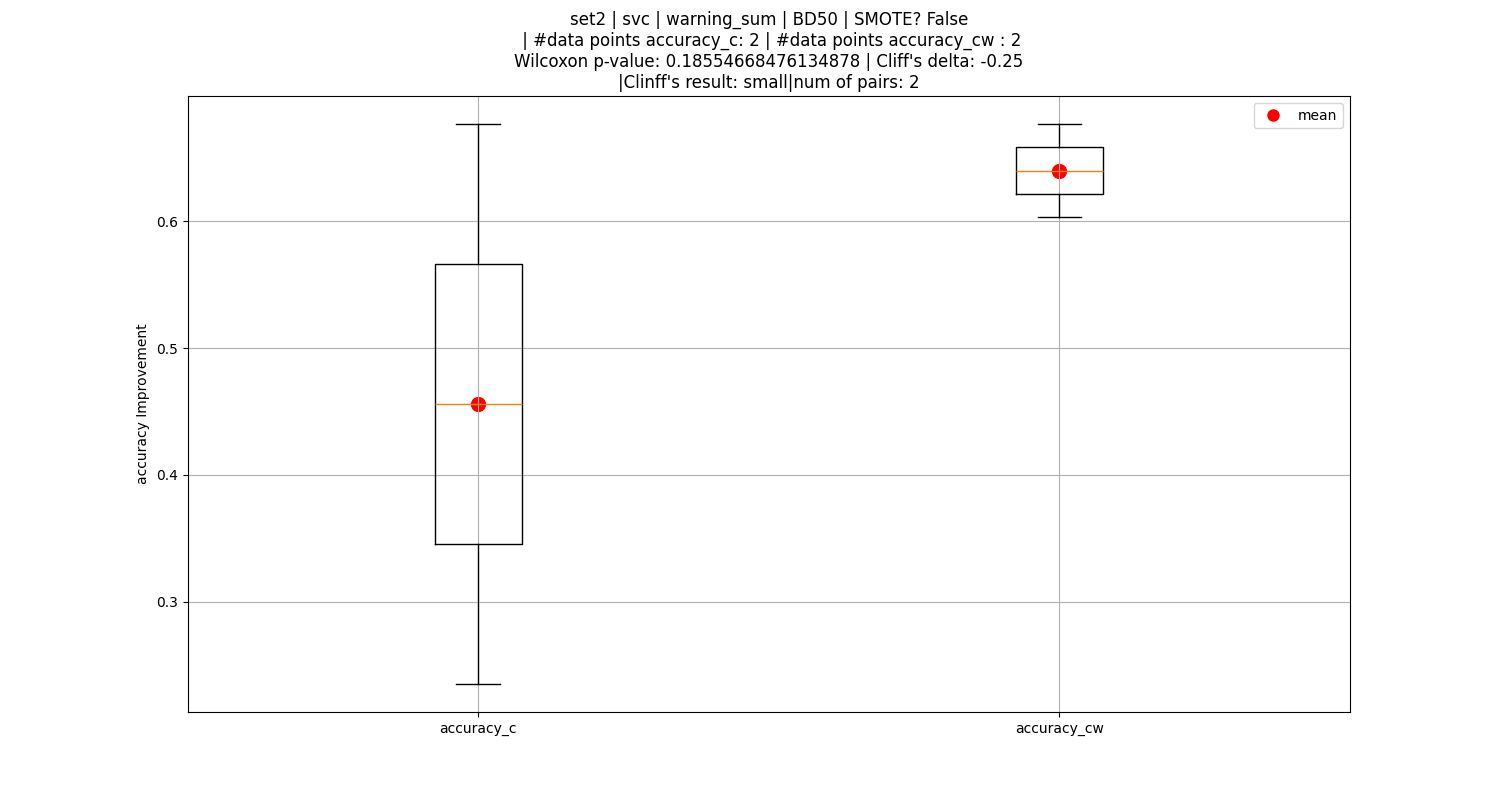 set2 | svc | warning_sum | BD50 | SMOTE? False
| #data points accuracy_c: 2 | #data points accuracy_cw : 2
Wilcoxon p-value: 0.18554668476134878 | Cliff's delta: -0.25
|Clinff's result: small|num of pairs: 2
mean
accuracy Improvement
0.6
0.5
0.4
0.3
accuracy_c
accuracy_cw